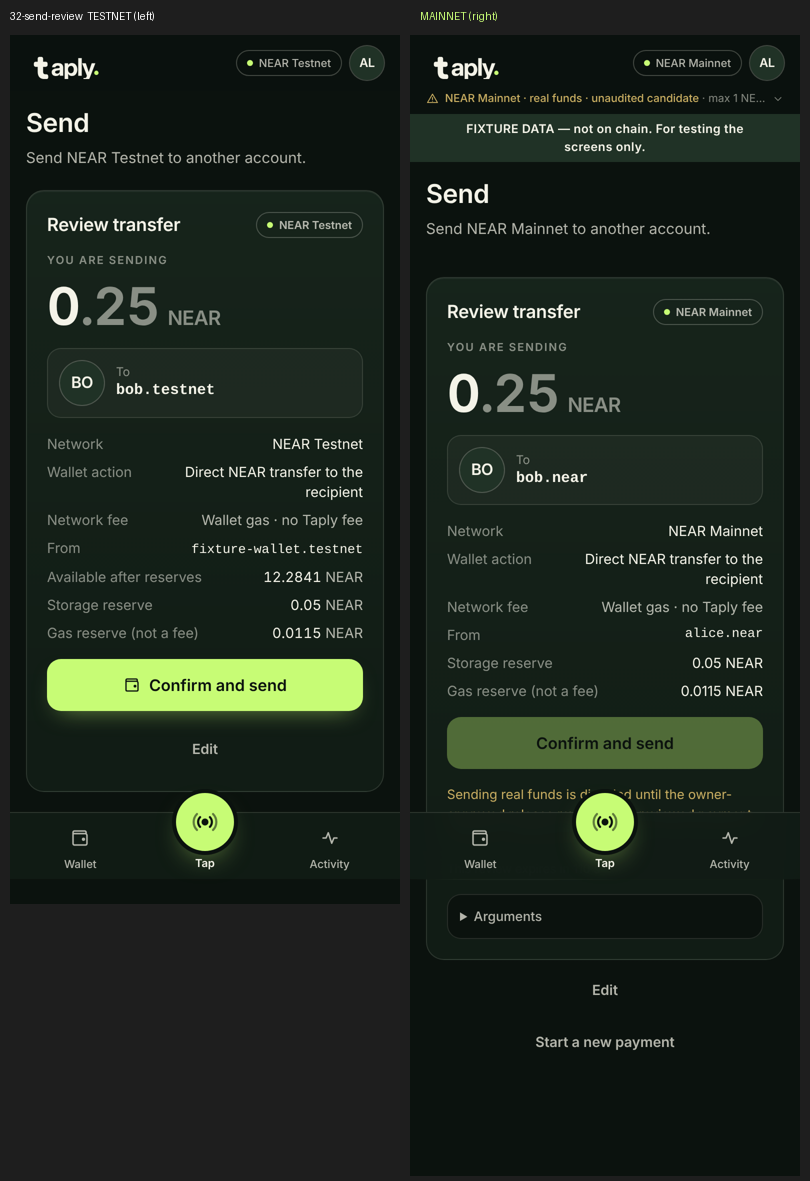 32-send-review TESTNET (left)
taply.
NEAR Testnet
AL
Send
Send NEAR Testnet to another account.
Review transfer
NEAR Testnet
YOU ARE SENDING
0.25 NEAR
BO
To
bob.testnet
Network
NEAR Testnet
Wallet action
Direct NEAR transfer to the
recipient
Network fee
Wallet gas · no Taply fee
From
fixture-wallet.testnet
Available after reserves
12.2841 NEAR
Storage reserve
0.05 NEAR
Gas reserve (not a fee)
0.0115 NEAR
Confirm and send
Edit
Wallet
Tap
Activity
MAINNET (right)
taply.
NEAR Mainnet
AL
NEAR Mainnet · real funds · unaudited candidate · max 1 NE...
FIXTURE DATA — not on chain. For testing the
screens only.
Send
Send NEAR Mainnet to another account.
Review transfer
NEAR Mainnet
YOU ARE SENDING
0.25 NEAR
BO
To
bob.near
Network
NEAR Mainnet
Wallet action
Direct NEAR transfer to the
recipient
Network fee
Wallet gas · no Taply fee
From
alice.near
Storage reserve
0.05 NEAR
Gas reserve (not a fee)
0.0115 NEAR
Confirm and send
Sending real funds is until the owner-
Wallet
Tap
Activity
Arguments
Edit
Start a new payment